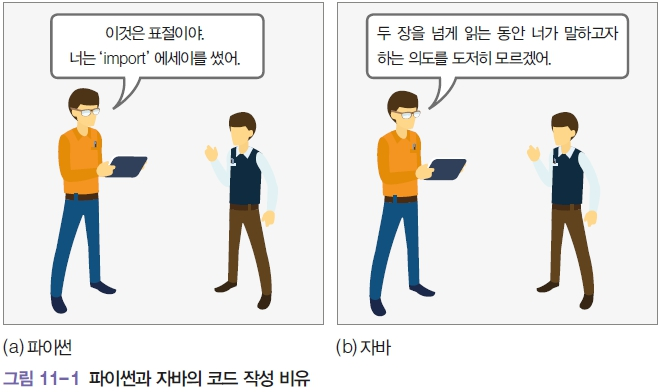 이것은 표절이야.
너는 ‘import’ 에세이를 썼어.
두 장을 넘게 읽는 동안 너가 말하고자
하는 의도를 도저히 모르겠어.
(a) 파이썬
(b) 자바
그림 11-1 파이썬과 자바의 코드 작성 비유